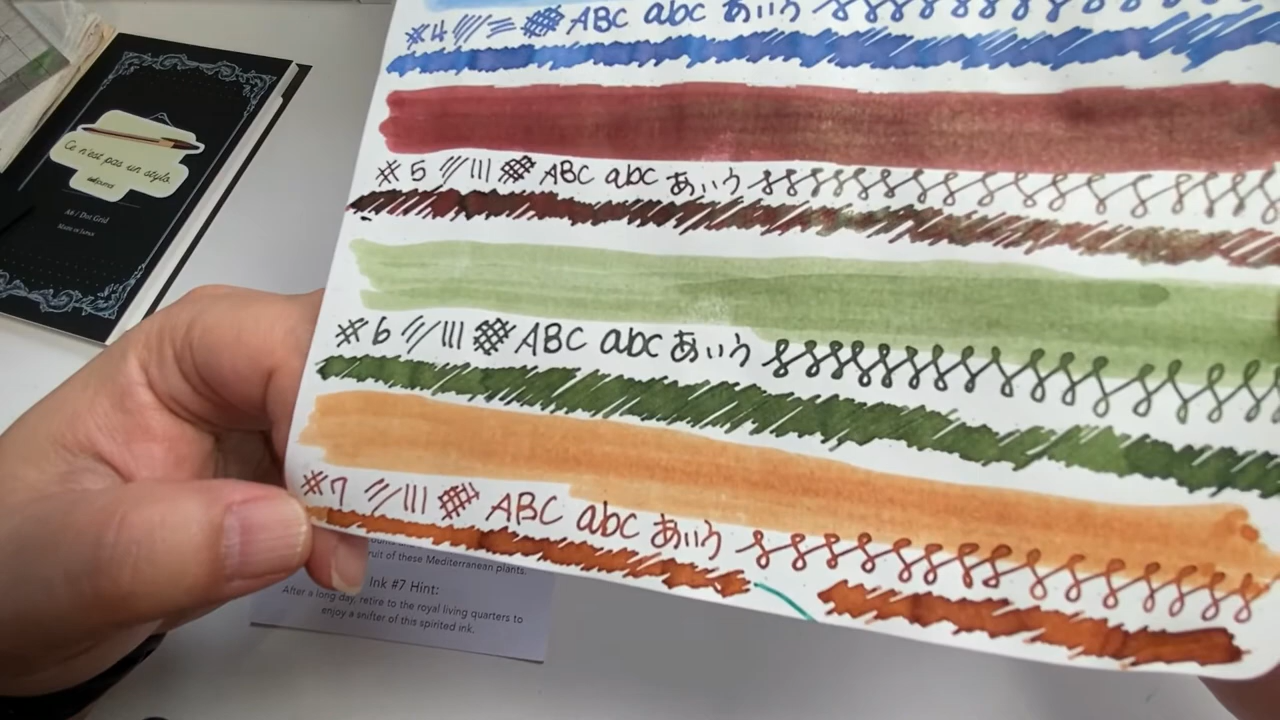 Ce n'est pas un stylo.
A6 / Dot Grid
Made in Japan
#4 ABC abc あいう
#5 ABC abc あいう
#6 ABC abc あいう
#7 ABC abc あいう
ruit of these Mediterranean plants.
Ink #7 Hint:
After a long day, retire to the royal living quarters to
enjoy a snifter of this spirited ink.